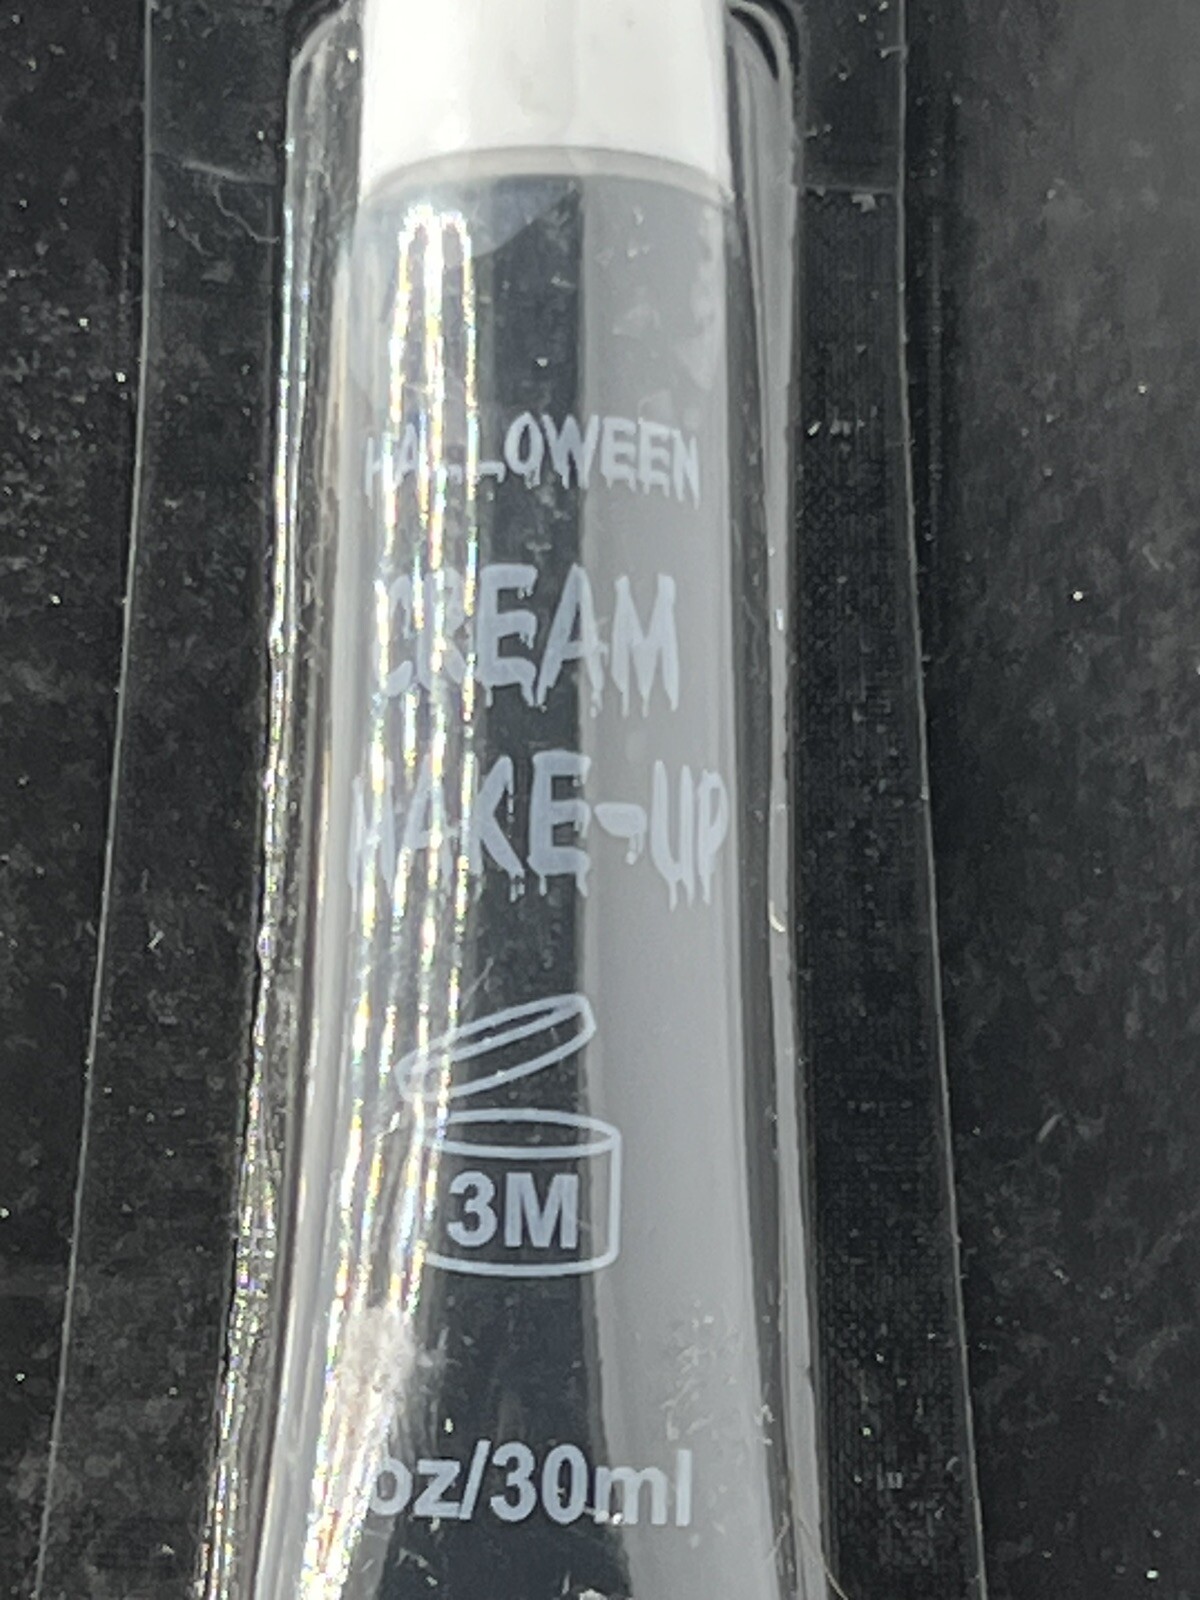 HALLOWEEN
CREAM
MAKE-UP
3M
oz/30ml